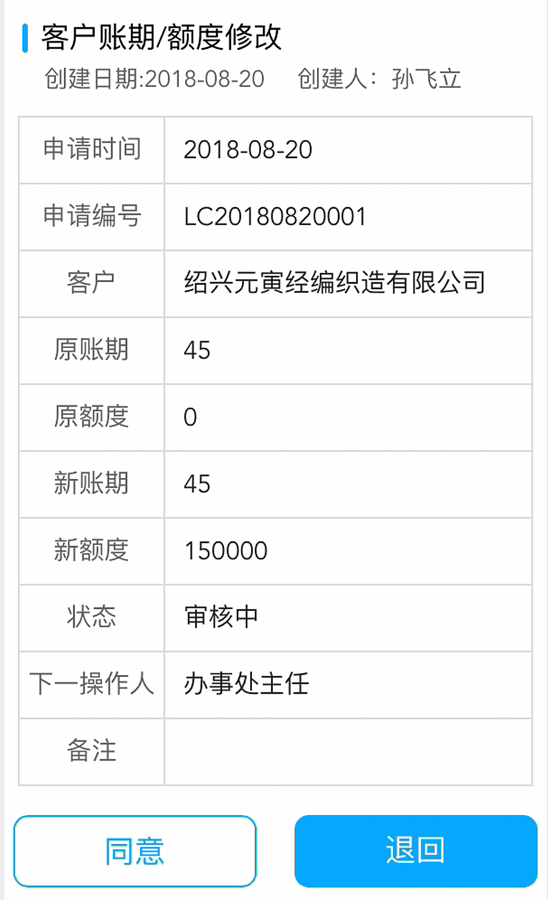 客户账期/额度修改
创建日期:2018-08-20 创建人：孙飞立
申请时间 2018-08-20
申请编号 LC20180820001
客户 绍兴元寅经编织造有限公司
原账期 45
原额度 0
新账期 45
新额度 150000
状态 审核中
下一操作人 办事处主任
备注
同意 退回